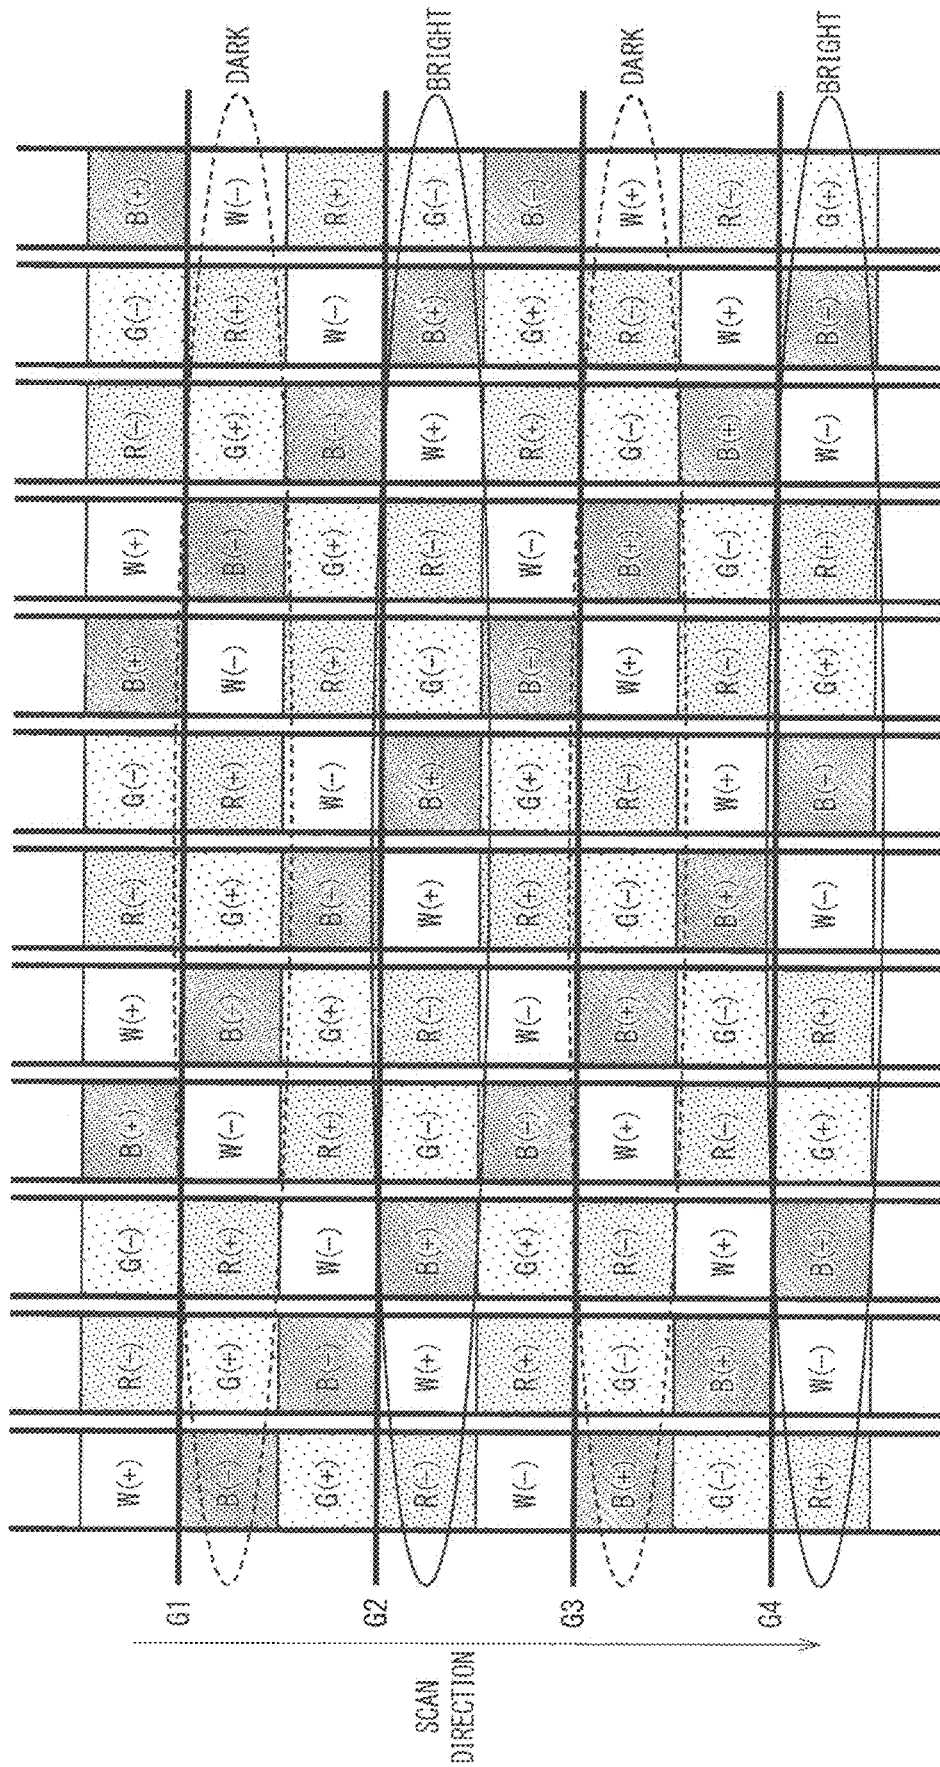 W(+) R(−) G(−) B(+) W(+) R(−) G(−) B(+) W(+) R(−) G(−) B(+)
G1
B(−) G(+) R(+) W(−) B(−) G(+) R(+) W(−) B(−) G(+) R(+) W(−) DARK
G(+) B(−) W(−) R(+) G(+) B(−) W(−) R(+) G(+) B(−) W(−) R(+)
G2
SCAN
DIRECTION
R(−) W(+) B(+) G(−) R(−) W(+) B(+) G(−) R(−) W(+) B(+) G(−) BRIGHT
W(−) R(+) G(+) B(−) W(−) R(+) G(+) B(−) W(−) R(+) G(+) B(−)
G3
B(+) G(−) R(−) W(+) B(+) G(−) R(−) W(+) B(+) G(−) R(−) W(+) DARK
G(−) B(+) W(+) R(−) G(−) B(+) W(+) R(−) G(−) B(+) W(+) R(−)
G4
R(+) W(−) B(−) G(+) R(+) W(−) B(−) G(+) R(+) W(−) B(−) G(+) BRIGHT